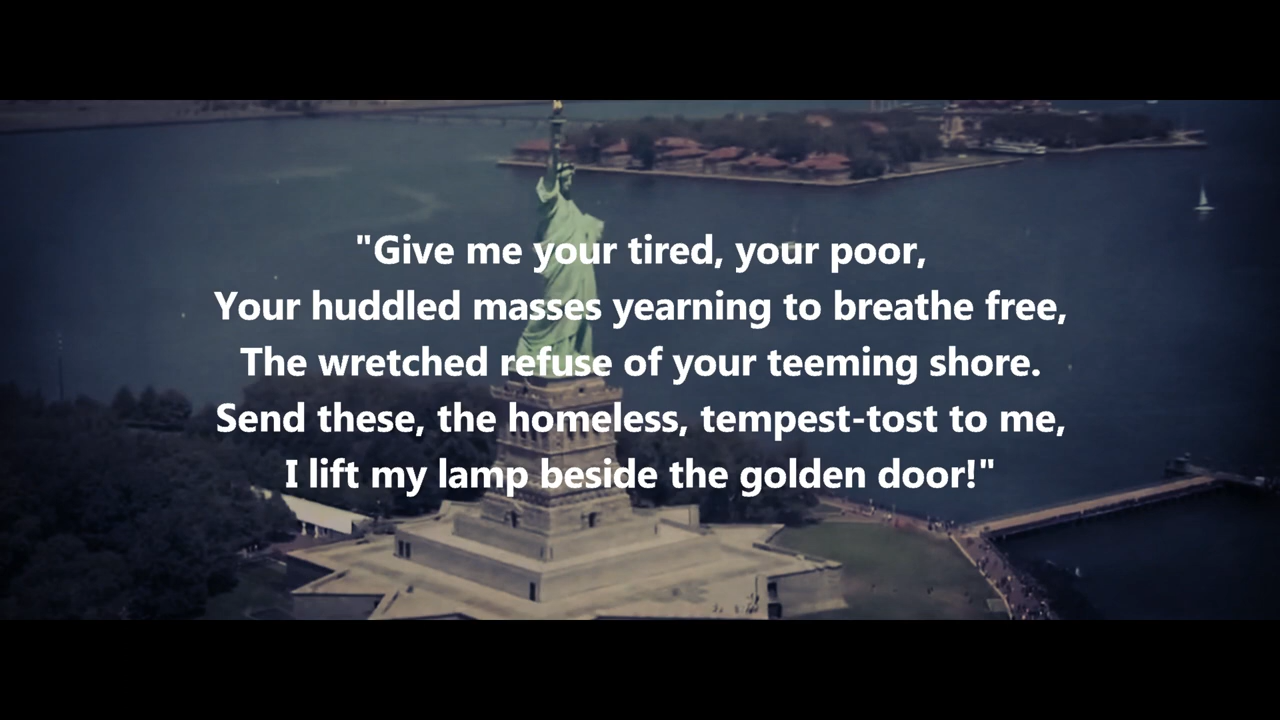 "Give me your tired, your poor,
Your huddled masses yearning to breathe free,
The wretched refuse of your teeming shore.
Send these, the homeless, tempest-tost to me,
I lift my lamp beside the golden door!"